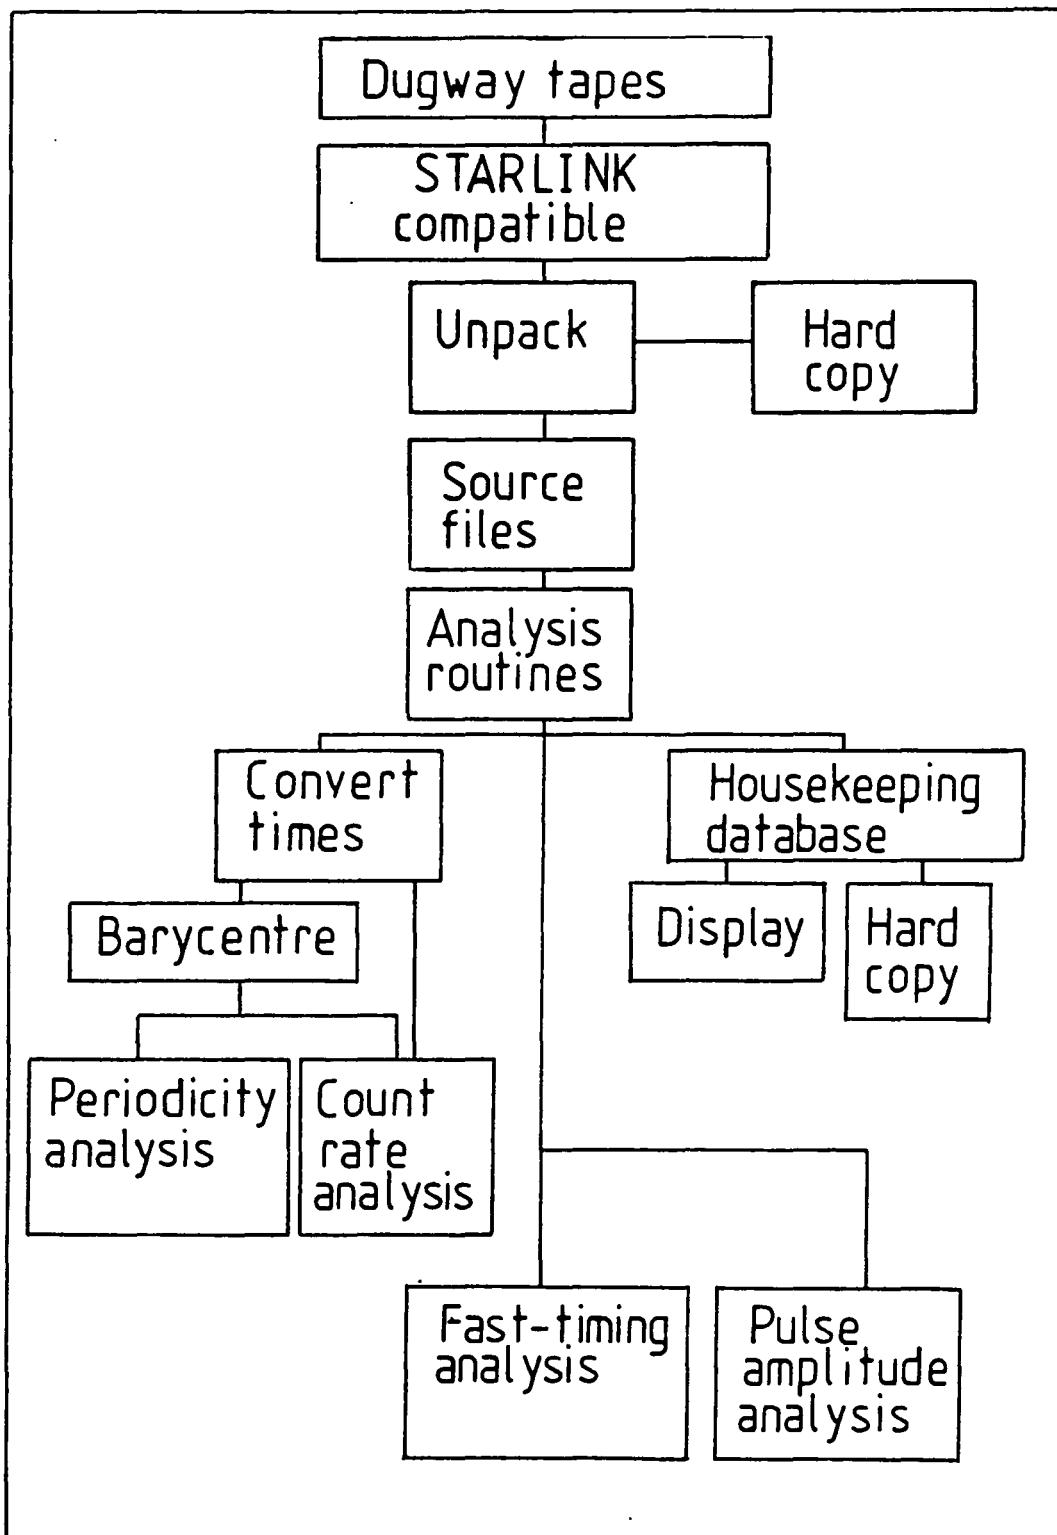 Dugway tapes
STARLINK
compatible
Unpack
Hard
copy
Source
files
Analysis
routines
Convert
times
Housekeeping
database
Barycentre
Display
Hard
copy
Periodicity
analysis
Count
rate
analysis
Fast-timing
analysis
Pulse
amplitude
analysis